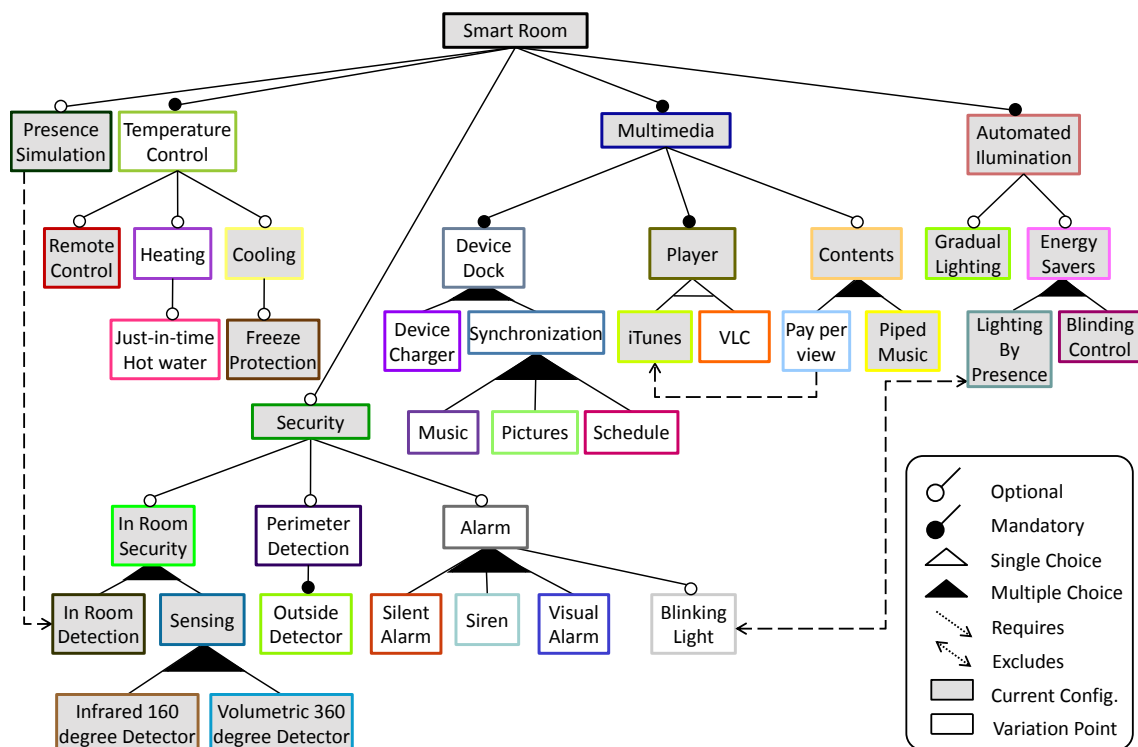 Smart Room
Presence
Simulation
Temperature
Control
Multimedia
Automated
Ilumination
Remote
Control
Heating
Cooling
Device
Dock
Player
Contents
Gradual
Lighting
Energy
Savers
Just-in-time
Hot water
Freeze
Protection
Device
Charger
Synchronization
iTunes
VLC
Pay per
view
Piped
Music
Lighting
By
Presence
Blinding
Control
Security
Music
Pictures
Schedule
In Room
Security
Perimeter
Detection
Alarm
In Room
Detection
Sensing
Outside
Detector
Silent
Alarm
Siren
Visual
Alarm
Blinking
Light
Infrared 160
degree Detector
Volumetric 360
degree Detector
Optional
Mandatory
Single Choice
Multiple Choice
Requires
Excludes
Current Config.
Variation Point